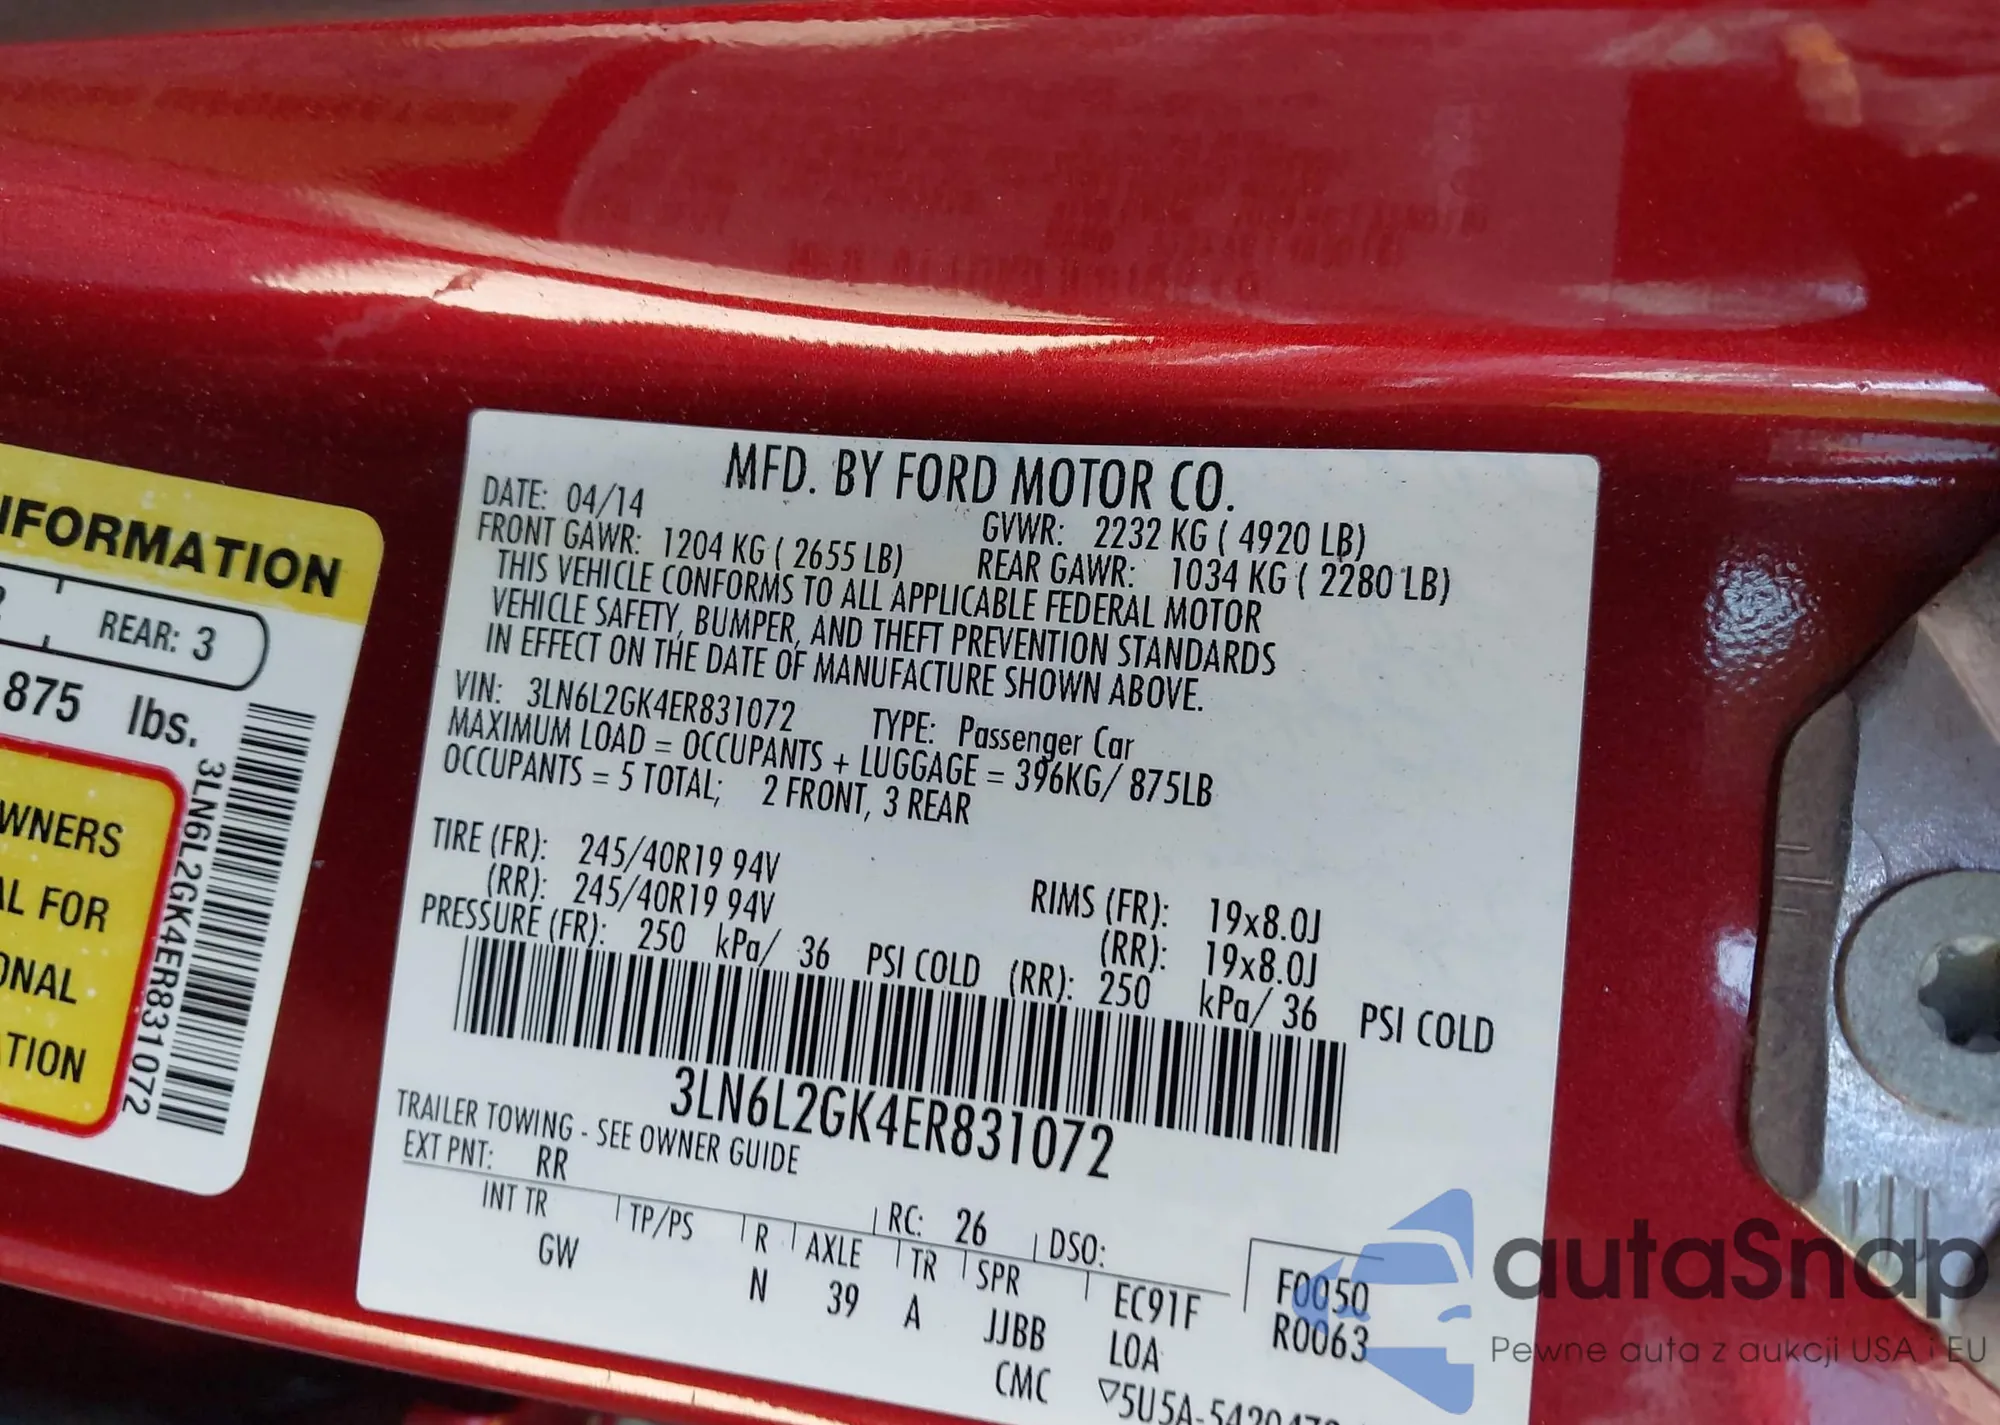 IFORMATION
REAR: 3
875 lbs.
WNERS
AL FOR
ONAL
ATION
3LN6L2GK4ER831072
MFD. BY FORD MOTOR CO.
DATE: 04/14 GVWR: 2232 KG ( 4920 LB)
FRONT GAWR: 1204 KG ( 2655 LB) REAR GAWR: 1034 KG ( 2280 LB)
THIS VEHICLE CONFORMS TO ALL APPLICABLE FEDERAL MOTOR
VEHICLE SAFETY, BUMPER, AND THEFT PREVENTION STANDARDS
IN EFFECT ON THE DATE OF MANUFACTURE SHOWN ABOVE.
VIN: 3LN6L2GK4ER831072 TYPE: Passenger Car
MAXIMUM LOAD = OCCUPANTS + LUGGAGE = 396KG/ 875LB
OCCUPANTS = 5 TOTAL; 2 FRONT, 3 REAR
TIRE (FR): 245/40R19 94V RIMS (FR): 19x8.0J
(RR): 245/40R19 94V (RR): 19x8.0J
PRESSURE (FR): 250 kPa/ 36 PSI COLD (RR): 250 kPa/ 36 PSI COLD
3LN6L2GK4ER831072
TRAILER TOWING - SEE OWNER GUIDE
EXT PNT: RR RC: 26 DSO:
INT TR TP/PS R AXLE TR SPR EC91F F0050
GW N 39 A JJBB LOA R0063
CMC ▽5U5A-5420472-
autaSnap
Pewne auta z aukcji USA i EU